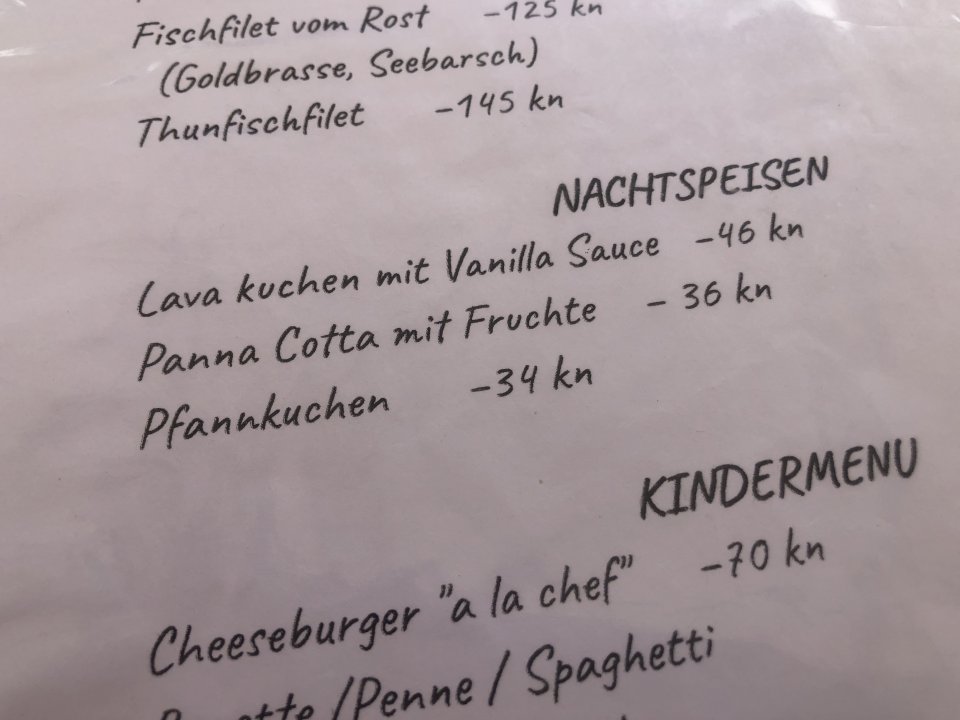 Fischfilet vom Rost -125 kn
(Goldbrasse, Seebarsch)
Thunfischfilet -145 kn
NACHTSPEISEN
Lava kuchen mit Vanilla Sauce -46 kn
Panna Cotta mit Fruchte - 36 kn
Pfannkuchen -34 kn
KINDERMENU
Cheeseburger "a la chef" -70 kn
/Penne / Spaghetti